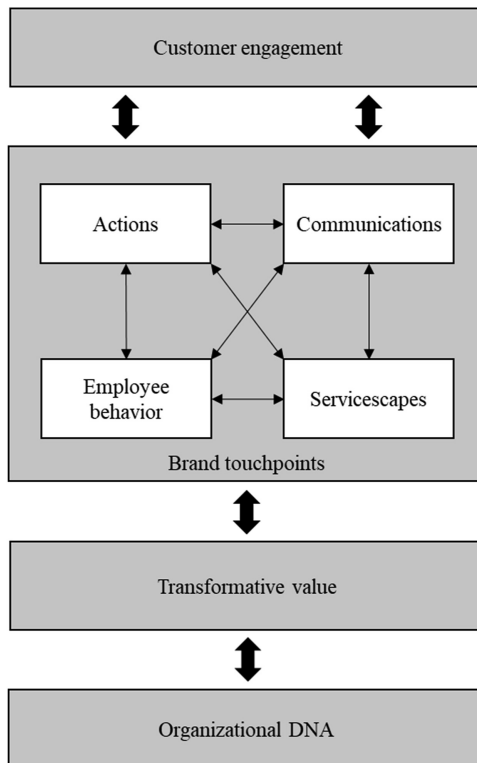 Customer engagement
Actions
Communications
Employee
behavior
Servicescapes
Brand touchpoints
Transformative value
Organizational DNA